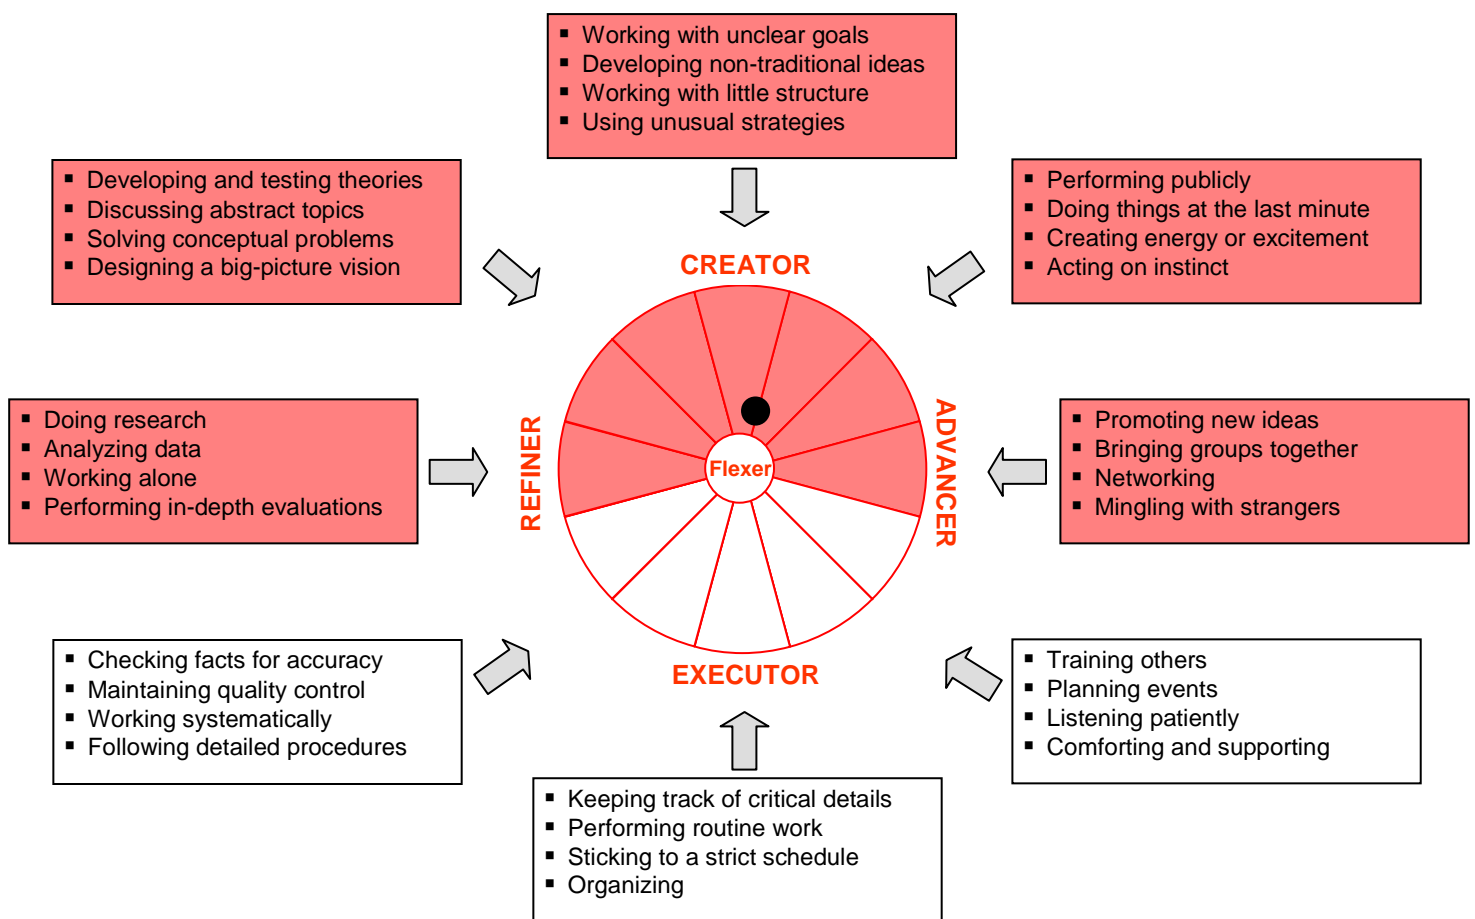 ▪ Working with unclear goals
▪ Developing non-traditional ideas
▪ Working with little structure
▪ Using unusual strategies
▪ Developing and testing theories
▪ Discussing abstract topics
▪ Solving conceptual problems
▪ Designing a big-picture vision
▪ Performing publicly
▪ Doing things at the last minute
▪ Creating energy or excitement
▪ Acting on instinct
CREATOR
▪ Doing research
▪ Analyzing data
▪ Working alone
▪ Performing in-depth evaluations
REFINER
Flexer
ADVANCER
▪ Promoting new ideas
▪ Bringing groups together
▪ Networking
▪ Mingling with strangers
EXECUTOR
▪ Checking facts for accuracy
▪ Maintaining quality control
▪ Working systematically
▪ Following detailed procedures
▪ Training others
▪ Planning events
▪ Listening patiently
▪ Comforting and supporting
▪ Keeping track of critical details
▪ Performing routine work
▪ Sticking to a strict schedule
▪ Organizing